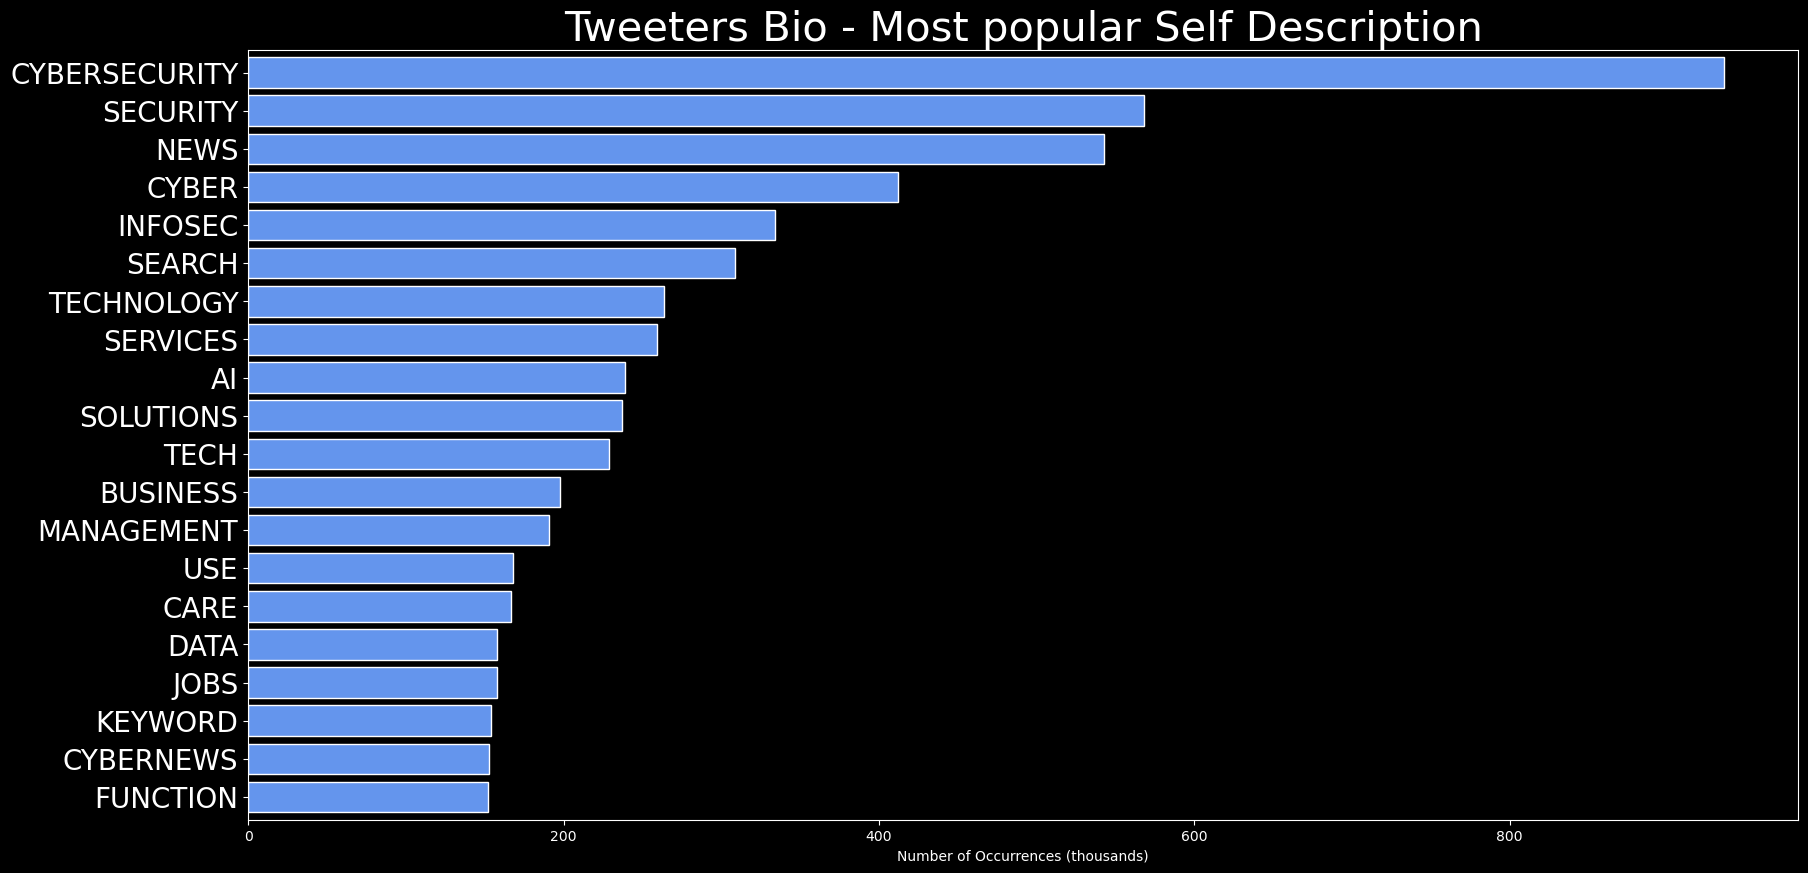 Tweeters Bio - Most popular Self Description
CYBERSECURITY
SECURITY
NEWS
CYBER
INFOSEC
SEARCH
TECHNOLOGY
SERVICES
AI
SOLUTIONS
TECH
BUSINESS
MANAGEMENT
USE
CARE
DATA
JOBS
KEYWORD
CYBERNEWS
FUNCTION
0 200 400 600 800
Number of Occurrences (thousands)